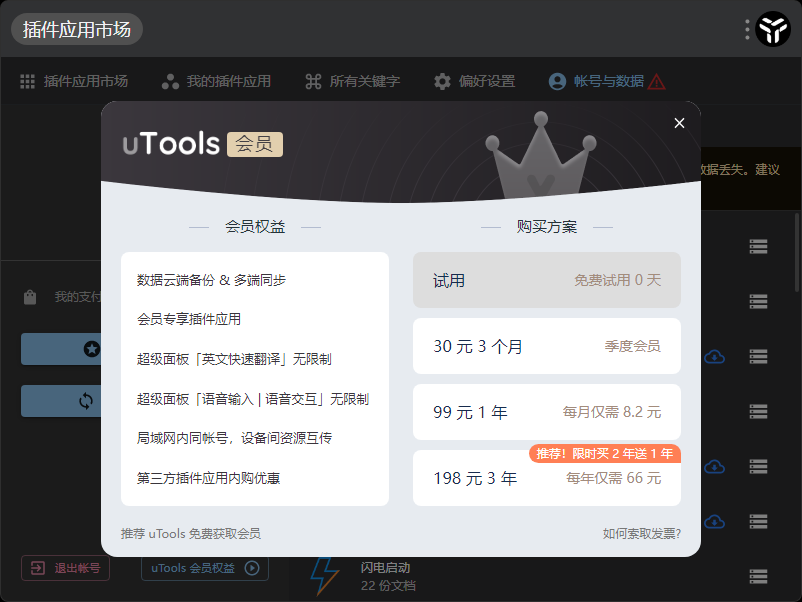 插件应用市场
插件应用市场
我的插件应用
所有关键字
偏好设置
帐号与数据
uTools 会员
数据丢失。建议
会员权益
数据云端备份 & 多端同步
会员专享插件应用
超级面板「英文快速翻译」无限制
超级面板「语音输入 | 语音交互」无限制
局域网内同帐号，设备间资源互传
第三方插件应用内购优惠
购买方案
试用 免费试用 0 天
30 元 3 个月 季度会员
99 元 1 年 每月仅需 8.2 元
推荐！限时买 2 年送 1 年
198 元 3 年 每年仅需 66 元
推荐 uTools 免费获取会员
如何索取发票?
我的支付
退出帐号
uTools 会员权益
闪电启动
22 份文档